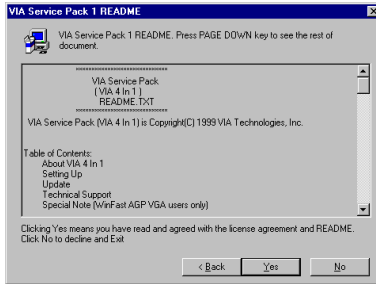 VIA Service Pack 1 README
VIA Service Pack 1 README. Press PAGE DOWN key to see the rest of
document.
VIA Service Pack
( VIA 4 In 1 )
README.TXT
VIA Service Pack (VIA 4 In 1) is Copyright(C) 1999 VIA Technologies, Inc.
Table of Contents:
About VIA 4 In 1
Setting Up
Update
Technical Support
Special Note (WinFast AGP VGA users only)
Clicking Yes means you have read and agreed with the license agreement and README.
Click No to decline and Exit
< Back
Yes
No